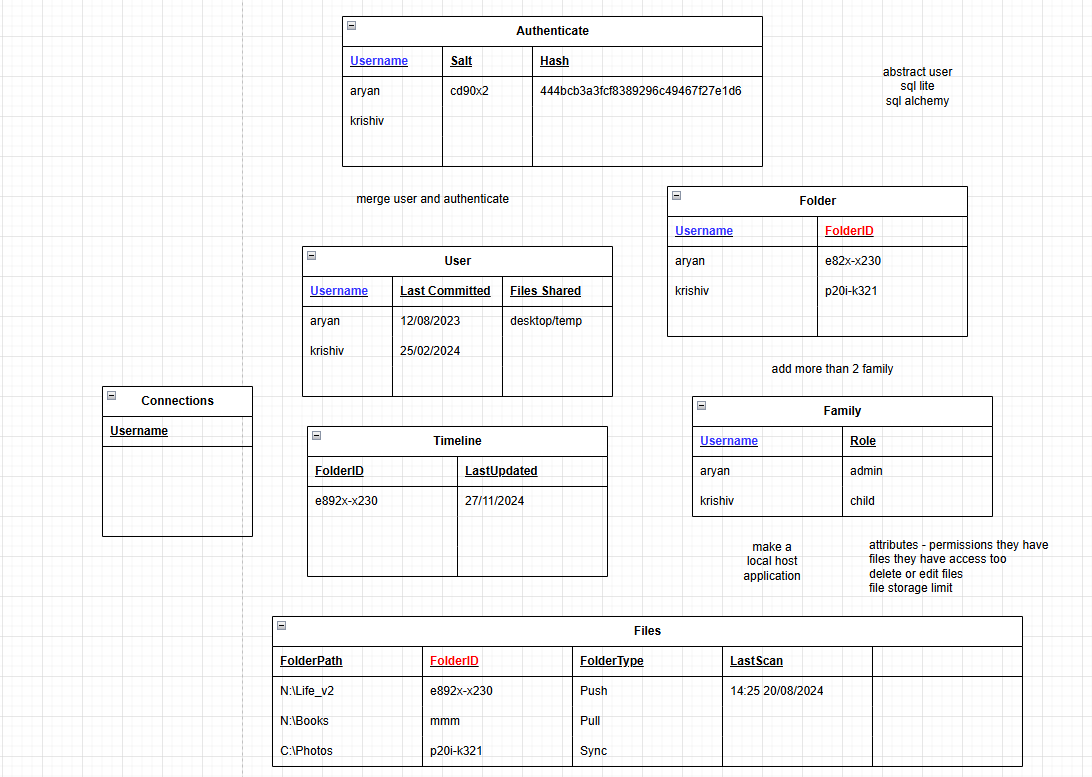 Authenticate
Username Salt Hash
aryan cd90x2 444bcb3a3fcf8389296c49467f27e1d6
krishiv
abstract user
sql lite
sql alchemy
merge user and authenticate
Folder
Username FolderID
aryan e82x-x230
krishiv p20i-k321
User
Username Last Committed Files Shared
aryan 12/08/2023 desktop/temp
krishiv 25/02/2024
add more than 2 family
Connections
Username
Family
Username Role
aryan admin
krishiv child
Timeline
FolderID LastUpdated
e892x-x230 27/11/2024
make a
local host
application
attributes - permissions they have
files they have access too
delete or edit files
file storage limit
Files
FolderPath FolderID FolderType LastScan
N:\Life_v2 e892x-x230 Push 14:25 20/08/2024
N:\Books mmm Pull
C:\Photos p20i-k321 Sync